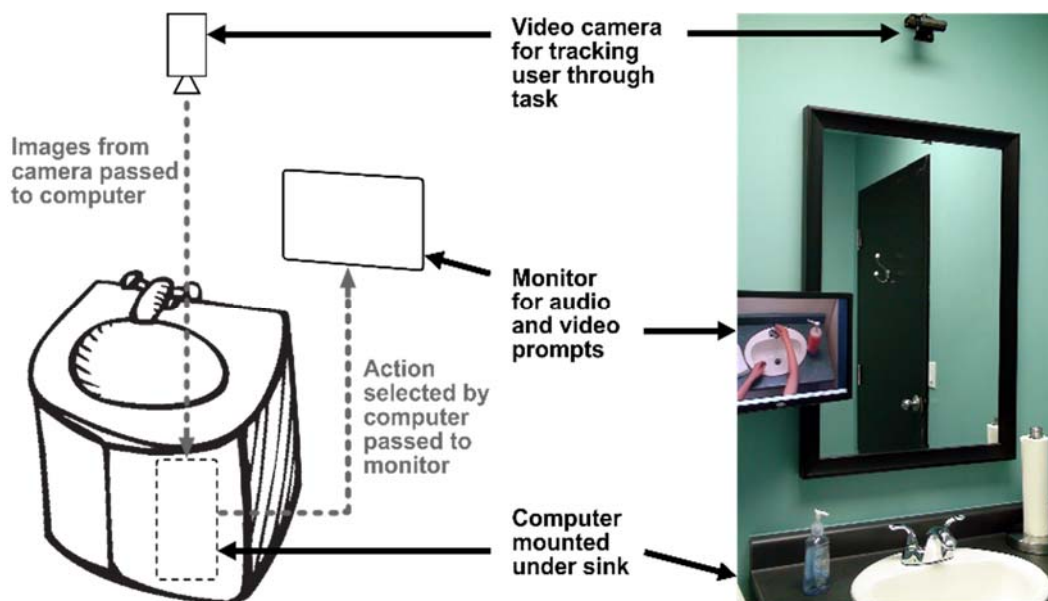 Video camera
for tracking
user through
task
Images from
camera passed
to computer
Monitor
for audio
and video
prompts
Action
selected by
computer
passed to
monitor
Computer
mounted
under sink